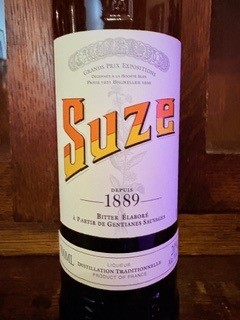 Grands Prix Expositions
Suze
DEPUIS
1889
Bitter Élaboré
à Partir de Gentianes Sauvages
LIQUEUR
Distillation Traditionnelle
PRODUCT OF FRANCE